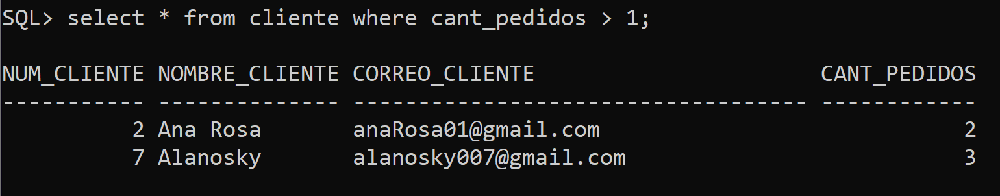 SQL> select * from cliente where cant_pedidos > 1;
NUM_CLIENTE NOMBRE_CLIENTE CORREO_CLIENTE                      CANT_PEDIDOS
----------- -------------- ----------------------------------- ------------
          2 Ana Rosa       anaRosa01@gmail.com                            2
          7 Alanosky       alanosky007@gmail.com                          3